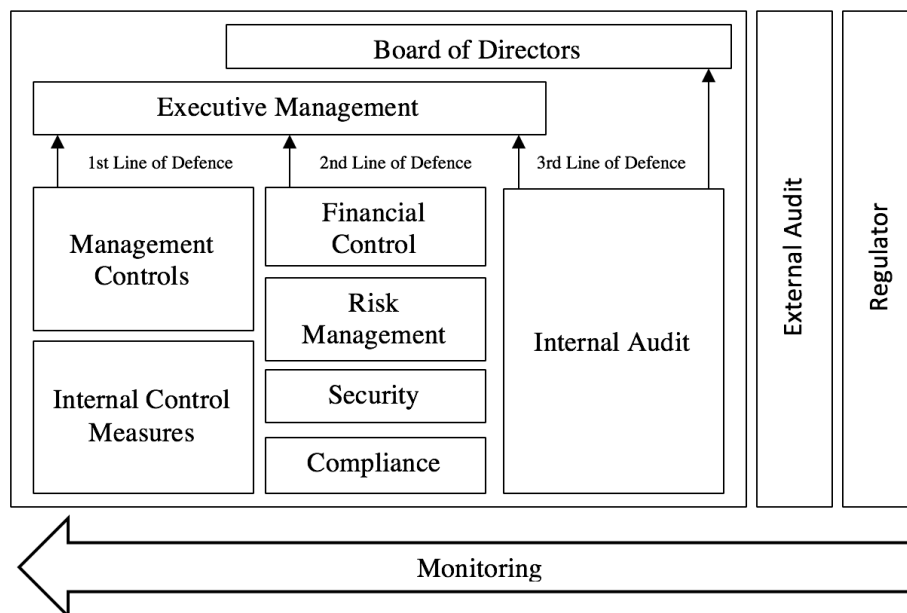 Board of Directors
Executive Management
1st Line of Defence
2nd Line of Defence
3rd Line of Defence
Management
Controls
Internal Control
Measures
Financial
Control
Risk
Management
Security
Compliance
Internal Audit
External Audit
Regulator
Monitoring